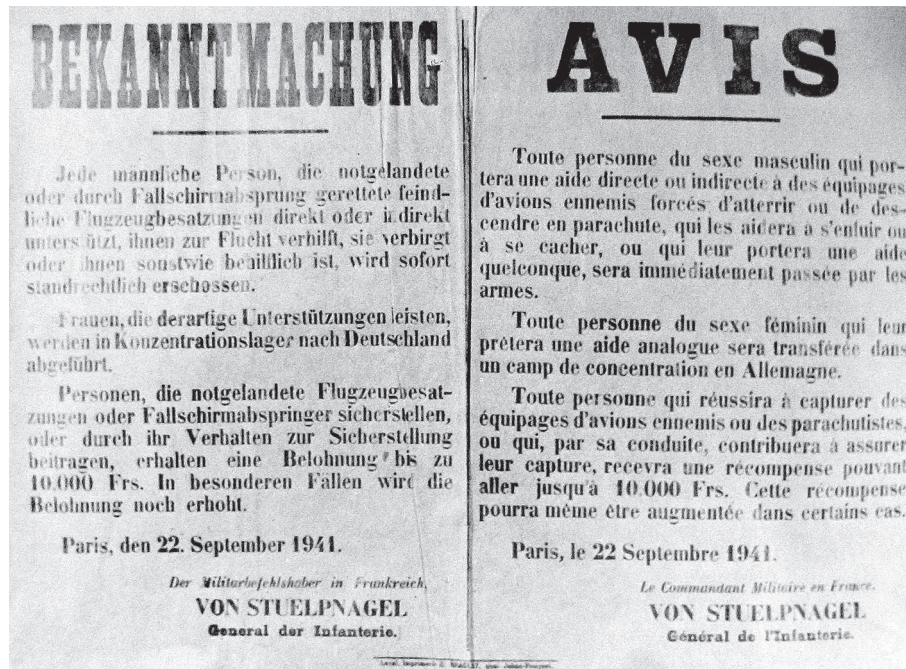 BEKANNTMACHUNG
Jede männliche Person, die notgelandete
oder durch Fallschirmabsprung gerettete feind-
liche Flugzeugbesatzungen direkt oder indirekt
unterstützt, ihnen zur Flucht verhilft, sie verbirgt
oder ihnen sonstwie behilflich ist, wird sofort
standrechtlich erschossen.
Frauen, die derartige Unterstützungen leisten,
werden in Konzentrationslager nach Deutschland
abgeführt.
Personen, die notgelandete Flugzeugbesat-
zungen oder Fallschirmabspringer sicherstellen,
oder durch ihr Verhalten zur Sicherstellung
beitragen, erhalten eine Belohnung bis zu
10.000 Frs. In besonderen Fällen wird die
Belohnung noch erhöht.
Paris, den 22. September 1941.
Der Militarbefehlshaber in Frankreich,
VON STUELPNAGEL
General der Infanterie.
AVIS
Toute personne du sexe masculin qui por-
tera une aide directe ou indirecte à des équipages
d'avions ennemis forcés d'atterrir ou de des-
cendre en parachute, qui les aidera à s'enfuir ou
à se cacher, ou qui leur portera une aide
quelconque, sera immédiatement passée par les
armes.
Toute personne du sexe féminin qui leur
prêtera une aide analogue sera transférée dans
un camp de concentration en Allemagne.
Toute personne qui réussira à capturer des
équipages d'avions ennemis ou des parachutistes,
ou qui, par sa conduite, contribuera à assurer
leur capture, recevra une récompense pouvant
aller jusqu'à 10.000 Frs. Cette récompense
pourra même être augmentée dans certains cas.
Paris, le 22 Septembre 1941.
Le Commandant Militaire en France.
VON STUELPNAGEL
Général de l'Infanterie.
Laval. Imprimerie